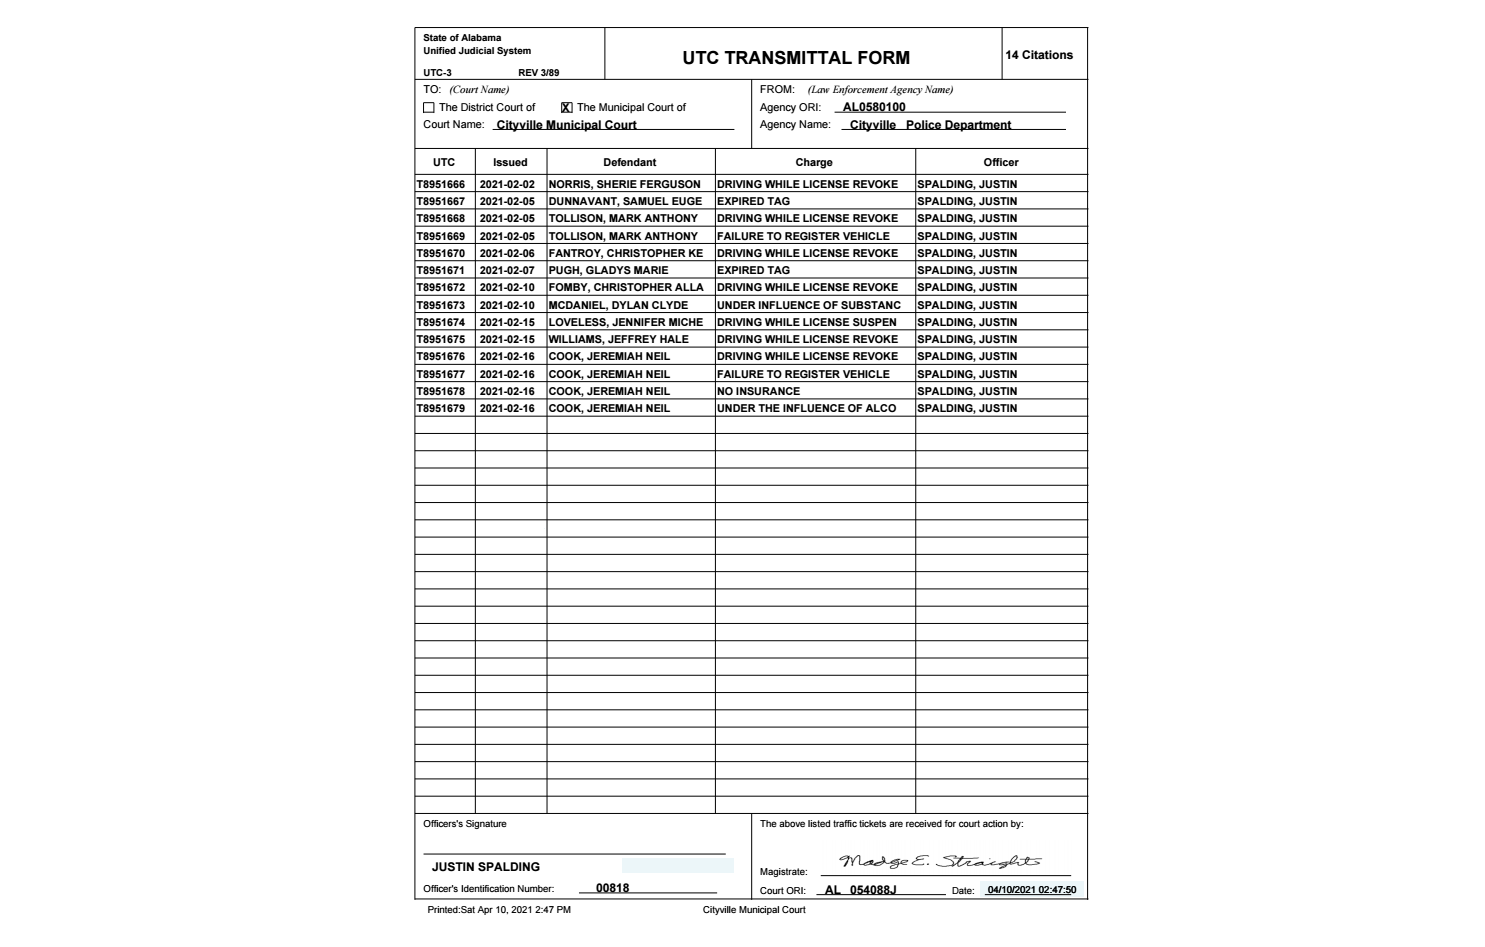 State of Alabama
Unified Judicial System
UTC-3 REV 3/89
UTC TRANSMITTAL FORM
14 Citations
TO: (Court Name)
The District Court of X The Municipal Court of
Court Name: Cityville Municipal Court
FROM: (Law Enforcement Agency Name)
Agency ORI: AL0580100
Agency Name: Cityville Police Department
UTC Issued Defendant Charge Officer
T8951666 2021-02-02 NORRIS, SHERIE FERGUSON DRIVING WHILE LICENSE REVOKE SPALDING, JUSTIN
T8951667 2021-02-05 DUNNAVANT, SAMUEL EUGE EXPIRED TAG SPALDING, JUSTIN
T8951668 2021-02-05 TOLLISON, MARK ANTHONY DRIVING WHILE LICENSE REVOKE SPALDING, JUSTIN
T8951669 2021-02-05 TOLLISON, MARK ANTHONY FAILURE TO REGISTER VEHICLE SPALDING, JUSTIN
T8951670 2021-02-06 FANTROY, CHRISTOPHER KE DRIVING WHILE LICENSE REVOKE SPALDING, JUSTIN
T8951671 2021-02-07 PUGH, GLADYS MARIE EXPIRED TAG SPALDING, JUSTIN
T8951672 2021-02-10 FOMBY, CHRISTOPHER ALLA DRIVING WHILE LICENSE REVOKE SPALDING, JUSTIN
T8951673 2021-02-10 MCDANIEL, DYLAN CLYDE UNDER INFLUENCE OF SUBSTANC SPALDING, JUSTIN
T8951674 2021-02-15 LOVELESS, JENNIFER MICHE DRIVING WHILE LICENSE SUSPEN SPALDING, JUSTIN
T8951675 2021-02-15 WILLIAMS, JEFFREY HALE DRIVING WHILE LICENSE REVOKE SPALDING, JUSTIN
T8951676 2021-02-16 COOK, JEREMIAH NEIL DRIVING WHILE LICENSE REVOKE SPALDING, JUSTIN
T8951677 2021-02-16 COOK, JEREMIAH NEIL FAILURE TO REGISTER VEHICLE SPALDING, JUSTIN
T8951678 2021-02-16 COOK, JEREMIAH NEIL NO INSURANCE SPALDING, JUSTIN
T8951679 2021-02-16 COOK, JEREMIAH NEIL UNDER THE INFLUENCE OF ALCO SPALDING, JUSTIN
Officers's Signature
JUSTIN SPALDING
Officer's Identification Number: 00818
The above listed traffic tickets are received for court action by:
Magistrate: Madge E. Straights
Court ORI: AL 054088J Date: 04/10/2021 02:47:50
Printed:Sat Apr 10, 2021 2:47 PM Cityville Municipal Court